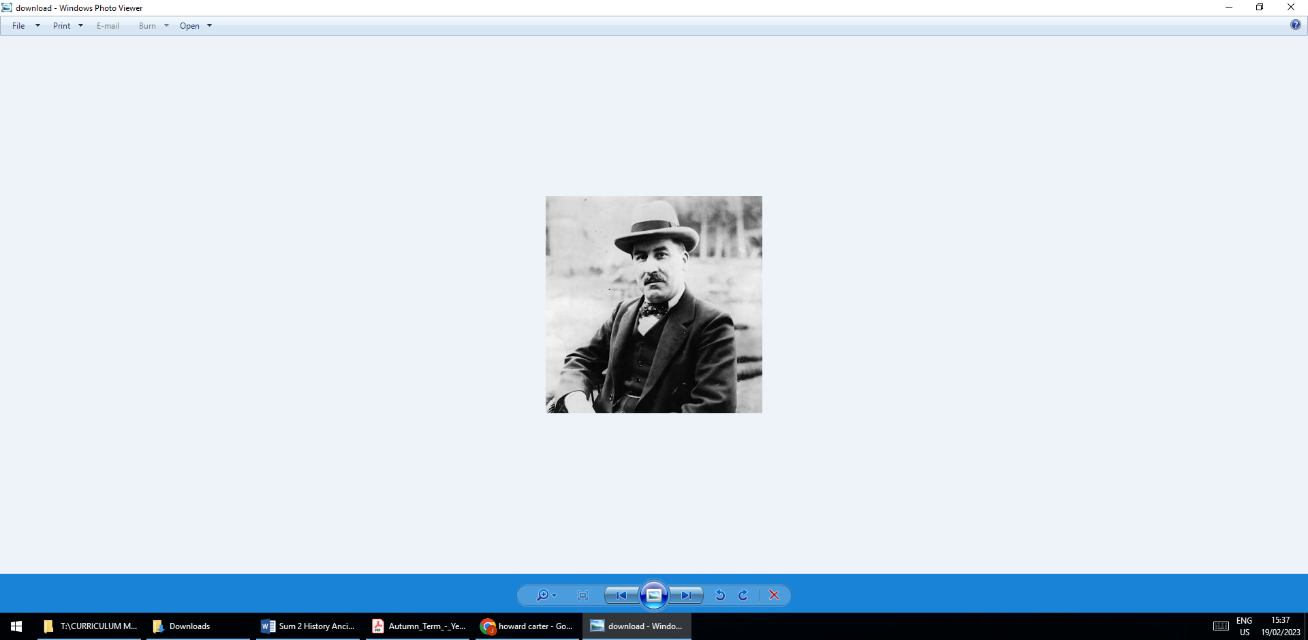 download - Windows Photo Viewer
File Print E-mail Burn Open
T:\CURRICULUM M... Downloads Sum 2 History Anci... Autumn_Term_-_Ye... howard carter - Go... download - Windo...
ENG 15:37
US 19/02/2023